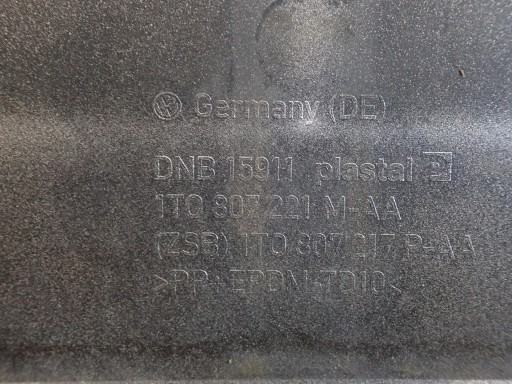 Germany (DE)
DNB 15911 plastal
1T0 807 221 M-AA
(ZSB) 1T0 807 217 P-AA
>PP+EPDM-TD10<